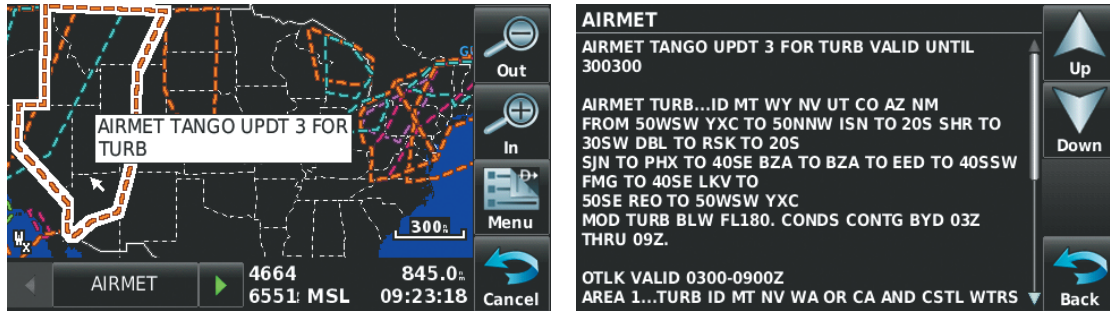 AIRMET TANGO UPDT 3 FOR
TURB
300
AIRMET
4664
845.0
6551
MSL
09:23:18
Out
In
Menu
Cancel
AIRMET
AIRMET TANGO UPDT 3 FOR TURB VALID UNTIL
300300
AIRMET TURB...ID MT WY NV UT CO AZ NM
FROM 50WSW YXC TO 50NNW ISN TO 20S SHR TO
30SW DBL TO RSK TO 20S
SJN TO PHX TO 40SE BZA TO BZA TO EED TO 40SSW
FMG TO 40SE LKV TO
50SE REO TO 50WSW YXC
MOD TURB BLW FL180. CONDS CONTG BYD 03Z
THRU 09Z.
OTLK VALID 0300-0900Z
AREA 1...TURB ID MT NV WA OR CA AND CSTL WTRS
Up
Down
Back